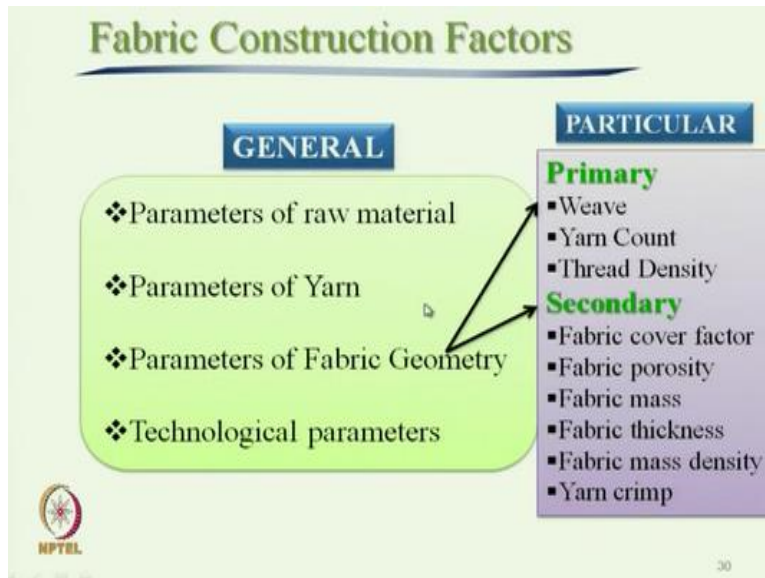 Fabric Construction Factors
GENERAL
❖Parameters of raw material
❖Parameters of Yarn
❖Parameters of Fabric Geometry
❖Technological parameters
PARTICULAR
Primary
▪Weave
▪Yarn Count
▪Thread Density
Secondary
▪Fabric cover factor
▪Fabric porosity
▪Fabric mass
▪Fabric thickness
▪Fabric mass density
▪Yarn crimp
NPTEL
30